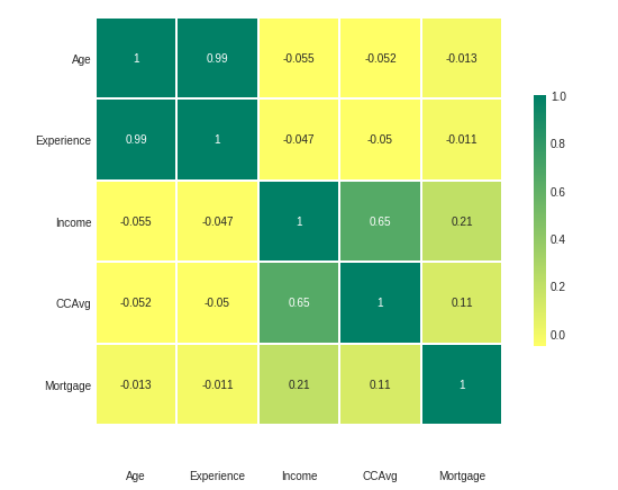 Age 1 0.99 -0.055 -0.052 -0.013
1.0
Experience 0.99 1 -0.047 -0.05 -0.011
0.8
0.6
Income -0.055 -0.047 1 0.65 0.21
0.4
0.2
CCAvg -0.052 -0.05 0.65 1 0.11
0.0
Mortgage -0.013 -0.011 0.21 0.11 1
Age Experience Income CCAvg Mortgage